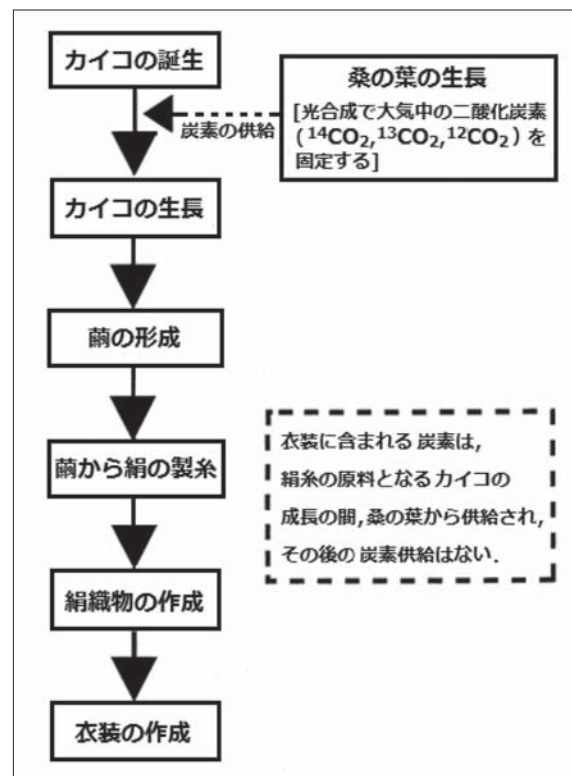 カイコの誕生
桑の葉の生長
[光合成で大気中の二酸化炭素
(¹⁴CO₂,¹³CO₂,¹²CO₂)を
固定する]
炭素の供給
カイコの生長
繭の形成
繭から絹の製糸
衣装に含まれる炭素は,
絹糸の原料となるカイコの
成長の間,桑の葉から供給され,
その後の炭素供給はない.
絹織物の作成
衣装の作成